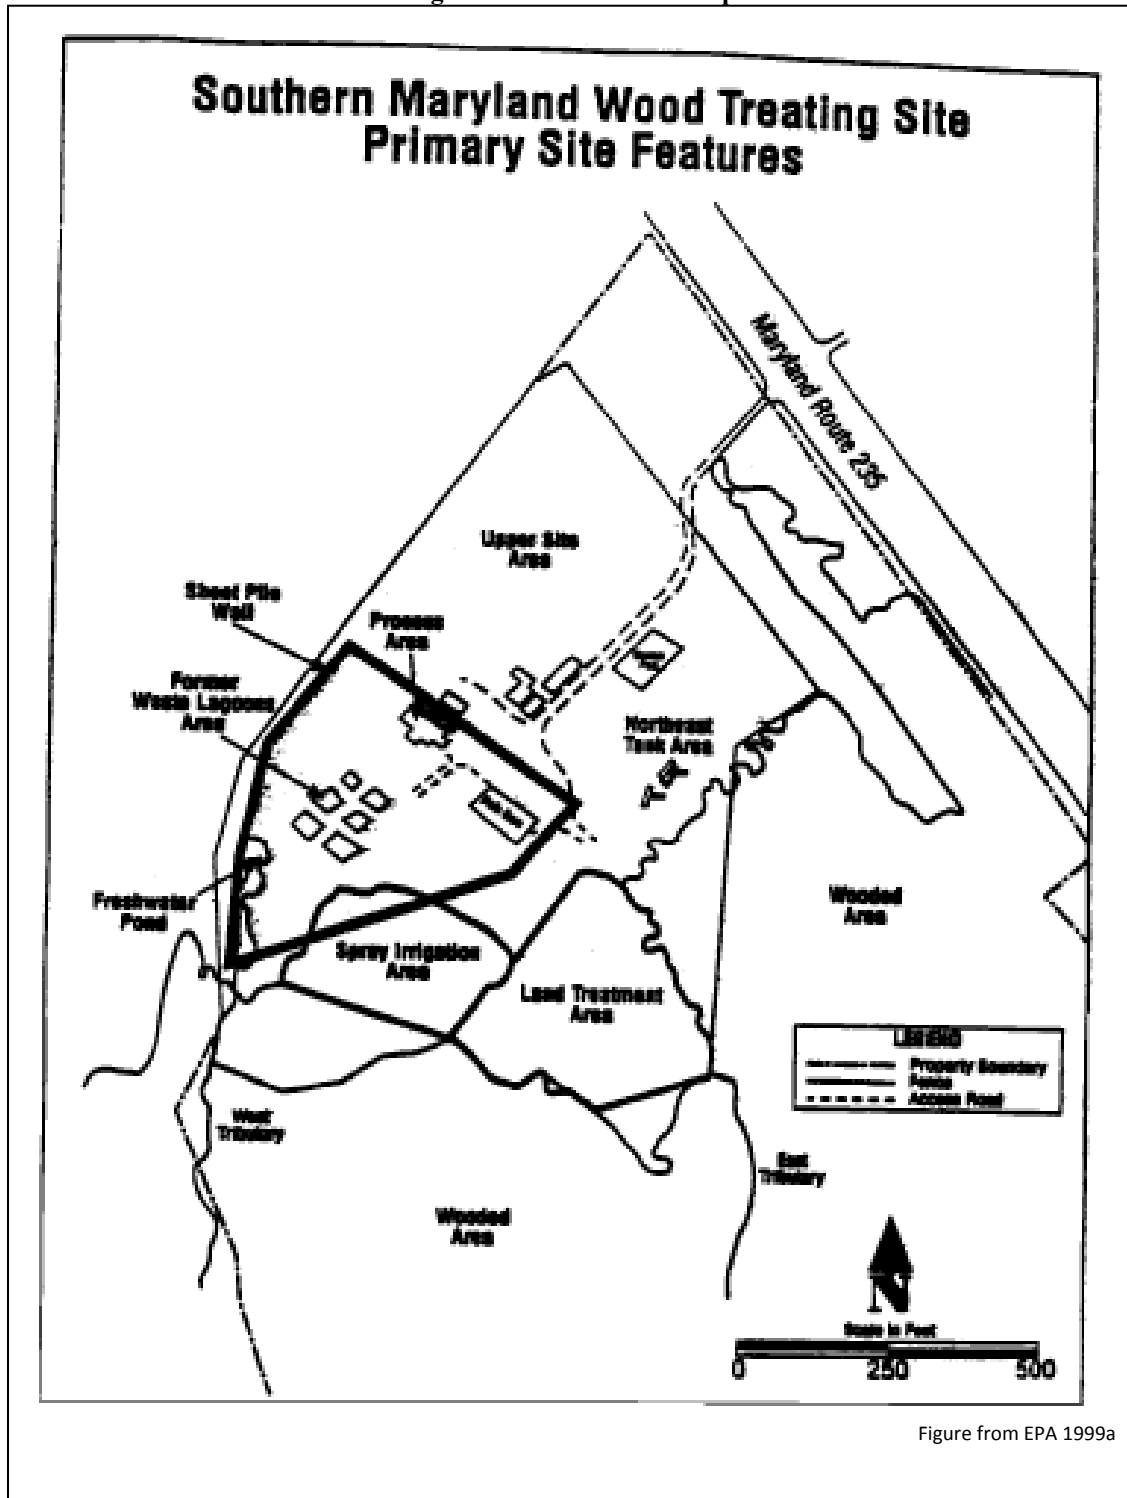 Southern Maryland Wood Treating Site
Primary Site Features
Maryland Route 235
Upper Site
Area
Sheet Pile
Wall
Process
Area
Former
Waste Lagoons
Area
Northeast
Tank Area
Freshwater
Pond
Wooded
Area
Spray Irrigation
Area
Land Treatment
Area
LEGEND
Property Boundary
Fence
Access Road
West
Tributary
East
Tributary
Wooded
Area
N
Scale in Feet
0 250 500
Figure from EPA 1999a